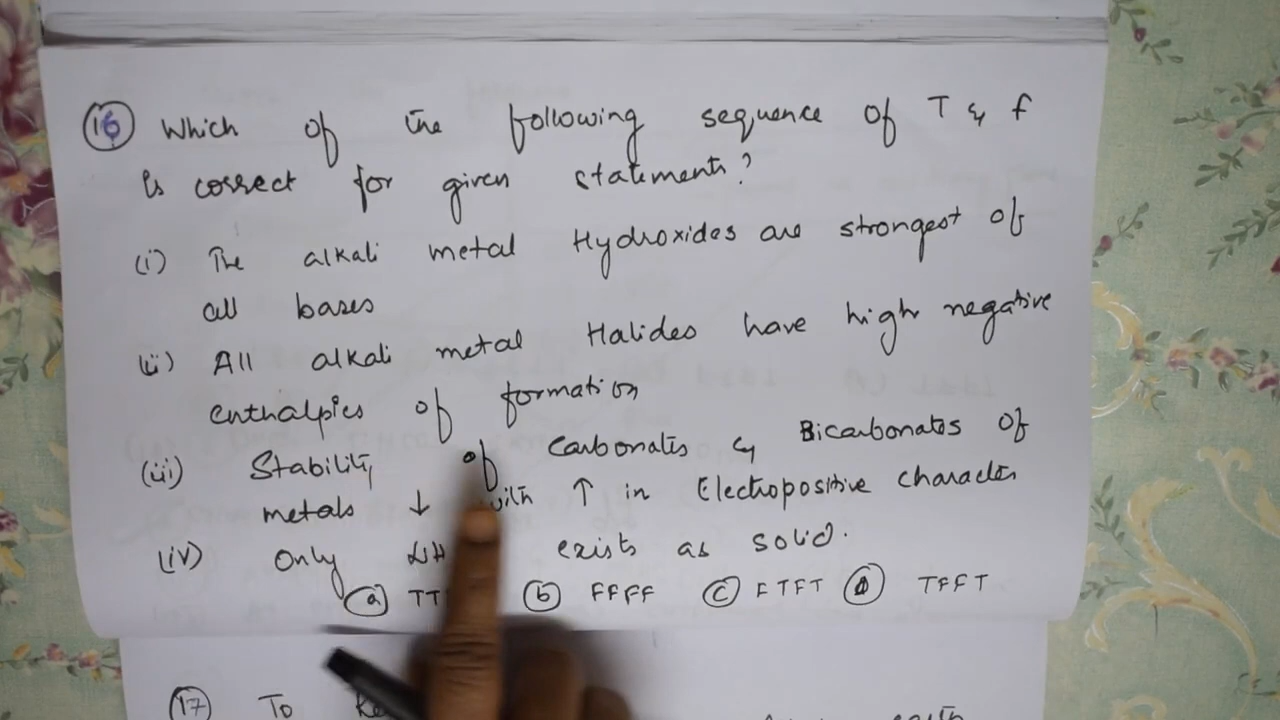 16 Which of the following sequence of T & F
is correct for given statements?
(i) The alkali metal Hydroxides are strongest of
all bases
(ii) All alkali metal Halides have high negative
enthalpies of formation
(iii) Stability of Carbonates & Bicarbonates of
metals ↓ with ↑ in Electropositive character
(iv) Only exists as solid.
(a) (b) FFFF (c) FTFT (d) TFFT
17 To